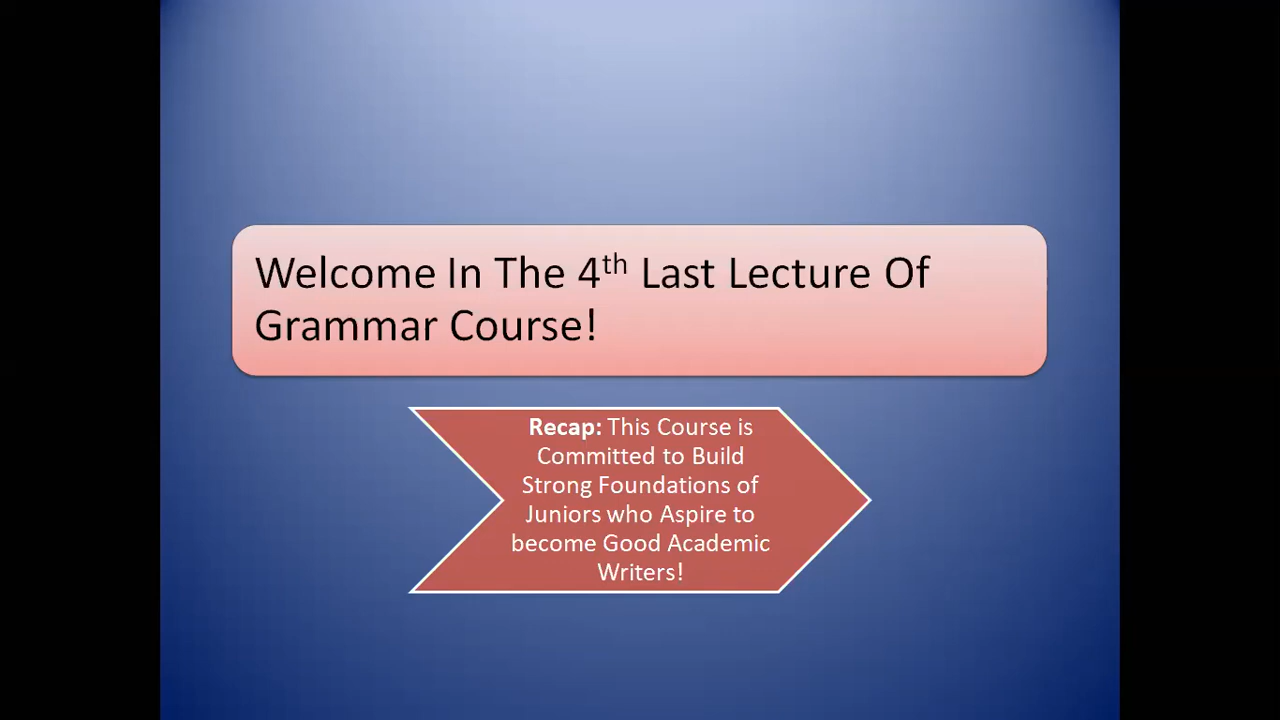 Welcome In The 4th Last Lecture Of
Grammar Course!
Recap: This Course is
Committed to Build
Strong Foundations of
Juniors who Aspire to
become Good Academic
Writers!